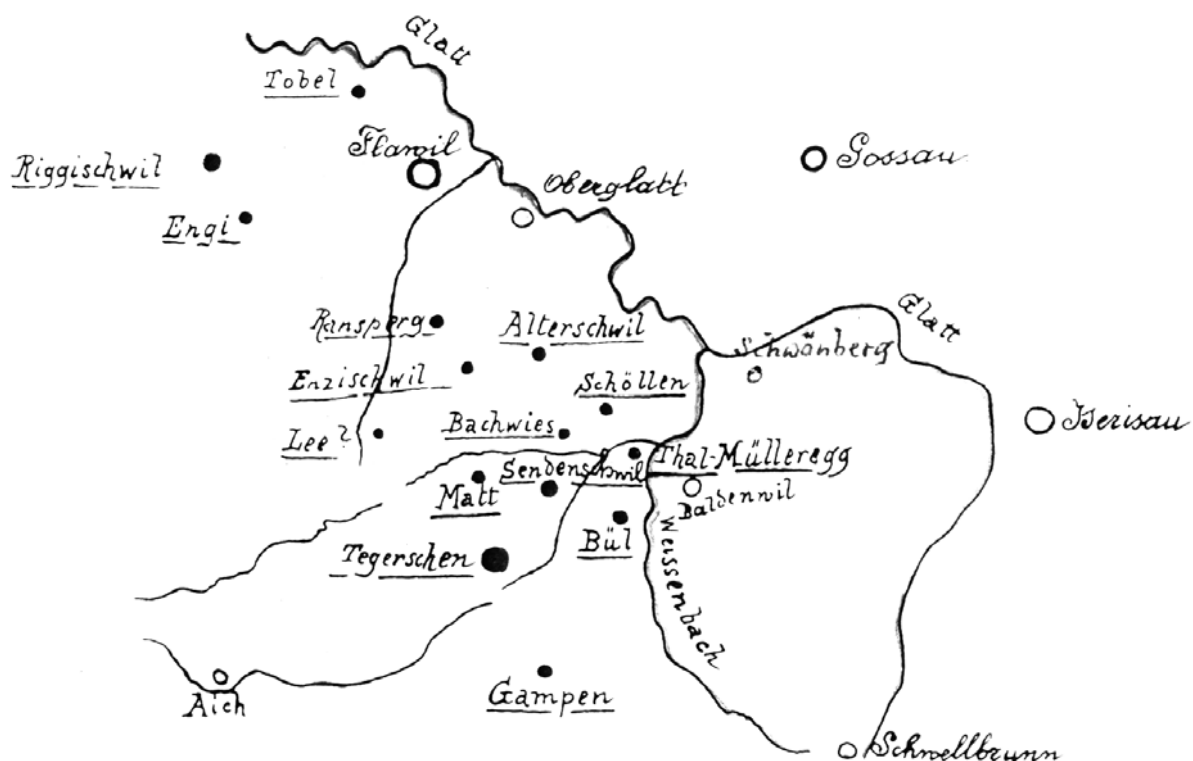 Glatt
Tobel
Flawil
Gossau
Riggischwil
Oberglatt
Engi
Glatt
Ransperg
Alterschwil
Schwänberg
Enzischwil
Schöllen
Herisau
Lee?
Bachwies
Thal-Mülleregg
Sendenschwil
Matt
Baldenwil
Bül
Tegerschen
Weissenbach
Gampen
Aich
Schwellbrunn